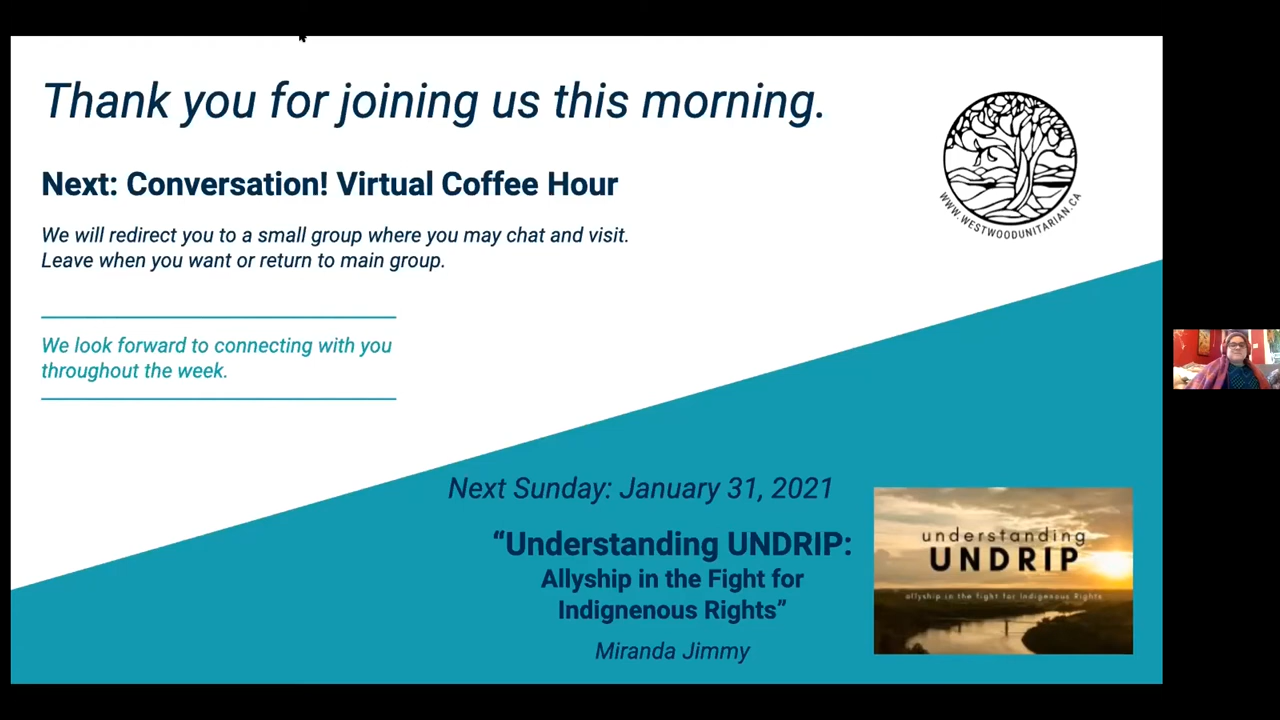 Thank you for joining us this morning.
Next: Conversation! Virtual Coffee Hour
We will redirect you to a small group where you may chat and visit.
Leave when you want or return to main group.
WWW.WESTWOODUNITARIAN.CA
We look forward to connecting with you
throughout the week.
Next Sunday: January 31, 2021
“Understanding UNDRIP:
Allyship in the Fight for
Indignenous Rights”
Miranda Jimmy
understanding
UNDRIP
allyship in the fight for Indigenous Rights